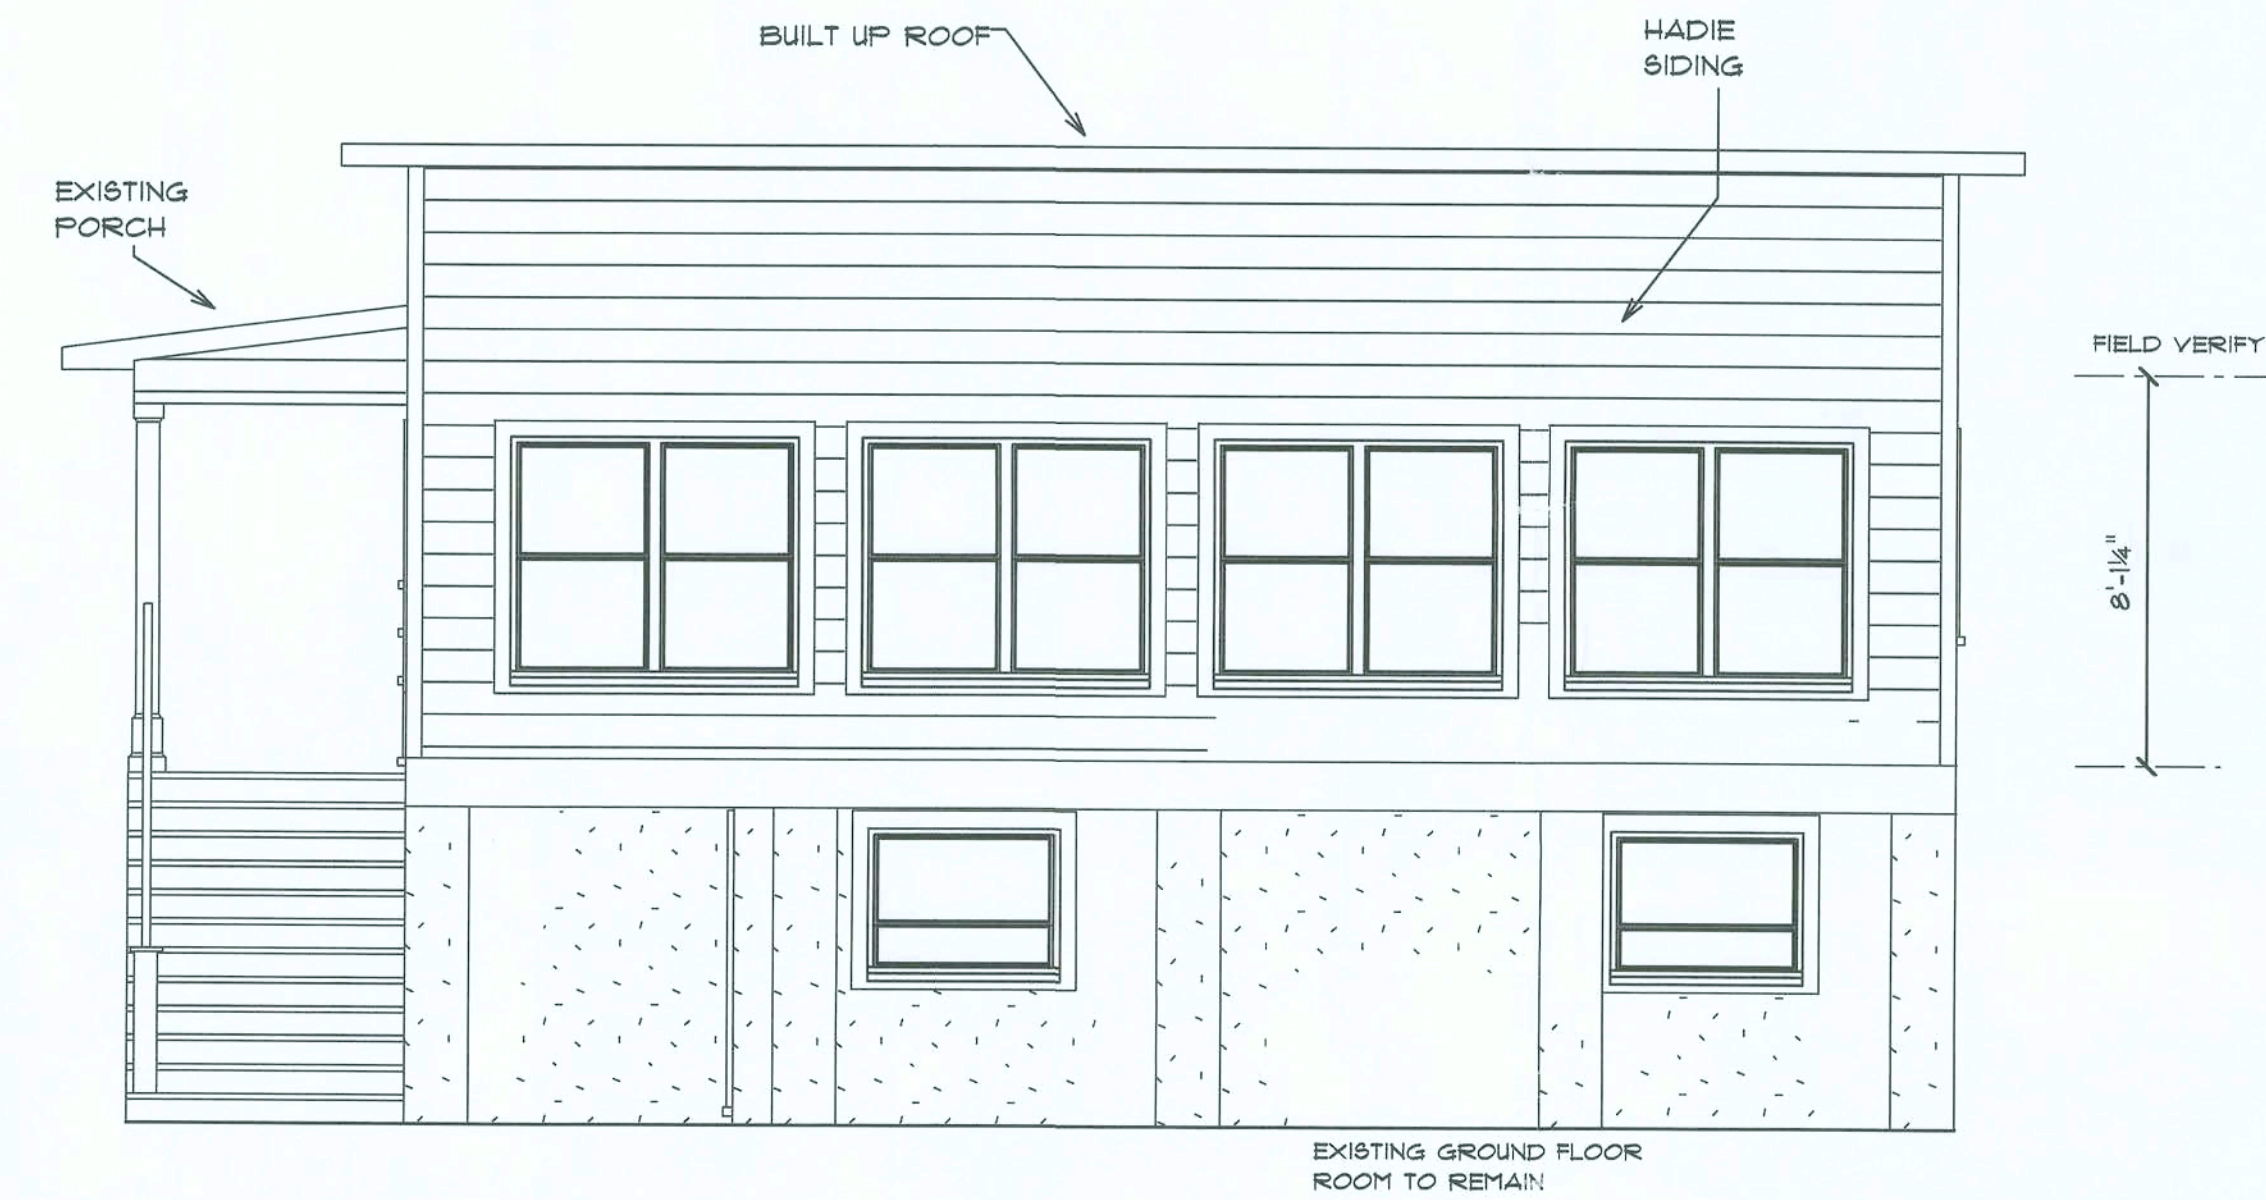 BUILT UP ROOF
HADIE
SIDING
EXISTING
PORCH
FIELD VERIFY
8'-1¼"
EXISTING GROUND FLOOR
ROOM TO REMAIN